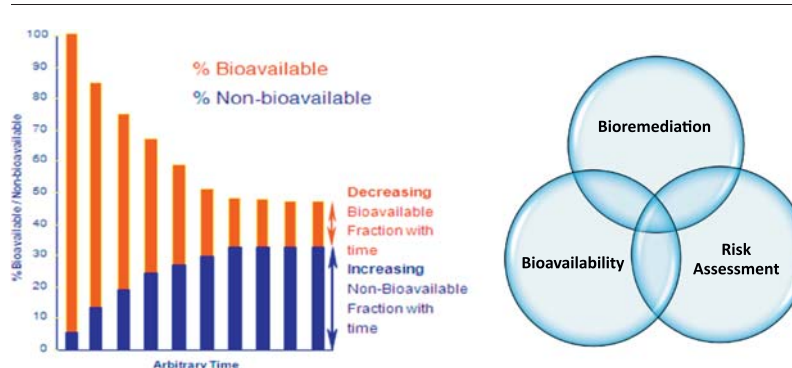 100
90
80
70
60
50
40
30
20
10
0
% Bioavailable / Non-bioavailable
% Bioavailable
% Non-bioavailable
Decreasing
Bioavailable
Fraction with
time
Increasing
Non-Bioavailable
Fraction with
time
Arbitrary Time
Bioremediation
Bioavailability
Risk
Assessment